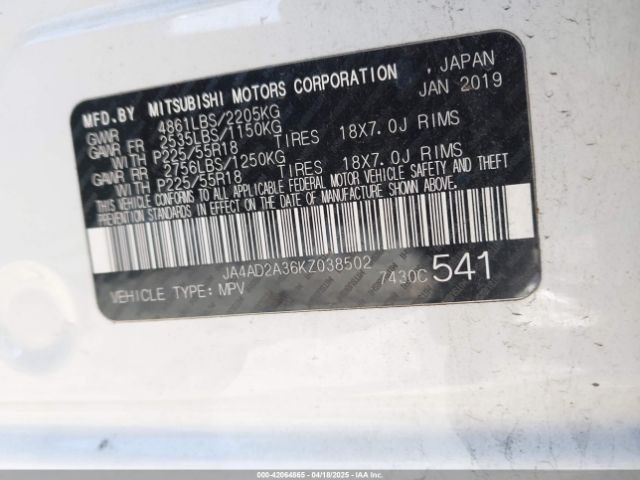 MFD.BY MITSUBISHI MOTORS CORPORATION , JAPAN
GVWR 4861LBS/2205KG JAN 2019
GAWR FR 2535LBS/1150KG
WITH P225/55R18 TIRES 18X7.0J RIMS
GAWR RR 2756LBS/1250KG
WITH P225/55R18 TIRES 18X7.0J RIMS
THIS VEHICLE CONFORMS TO ALL APPLICABLE FEDERAL MOTOR VEHICLE SAFETY AND THEFT
PREVENTION STANDARDS IN EFFECT ON THE DATE OF MANUFACTURE SHOWN ABOVE.
JA4AD2A36KZ038502
VEHICLE TYPE: MPV 7430C 541
000-42064865 - 04/18/2025 - IAA Inc.